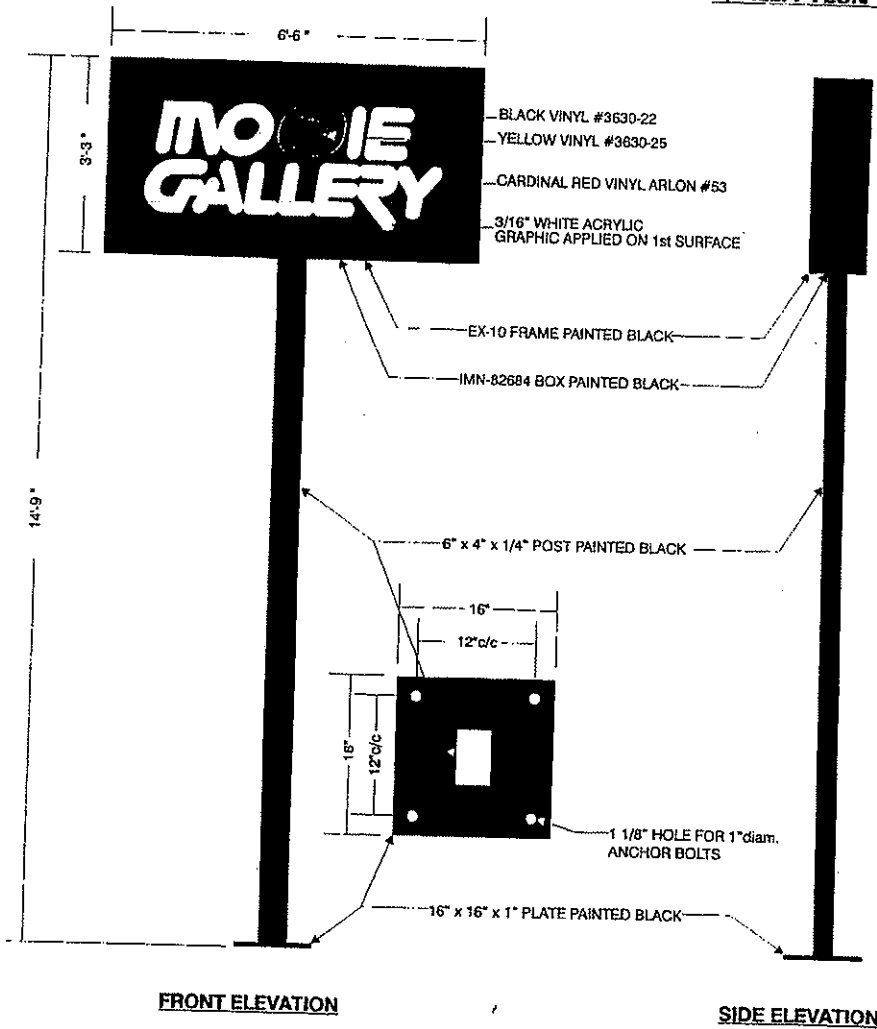 6'-6"
3'-3"
MOVIE
GALLERY
BLACK VINYL #3630-22
YELLOW VINYL #3630-25
CARDINAL RED VINYL ARLON #53
3/16" WHITE ACRYLIC
GRAPHIC APPLIED ON 1st SURFACE
EX-10 FRAME PAINTED BLACK
IMN-82684 BOX PAINTED BLACK
14'-9"
6" x 4" x 1/4" POST PAINTED BLACK
16"
12"c/c
16"
12"c/c
1 1/8" HOLE FOR 1"diam.
ANCHOR BOLTS
16" x 16" x 1" PLATE PAINTED BLACK
FRONT ELEVATION
SIDE ELEVATION